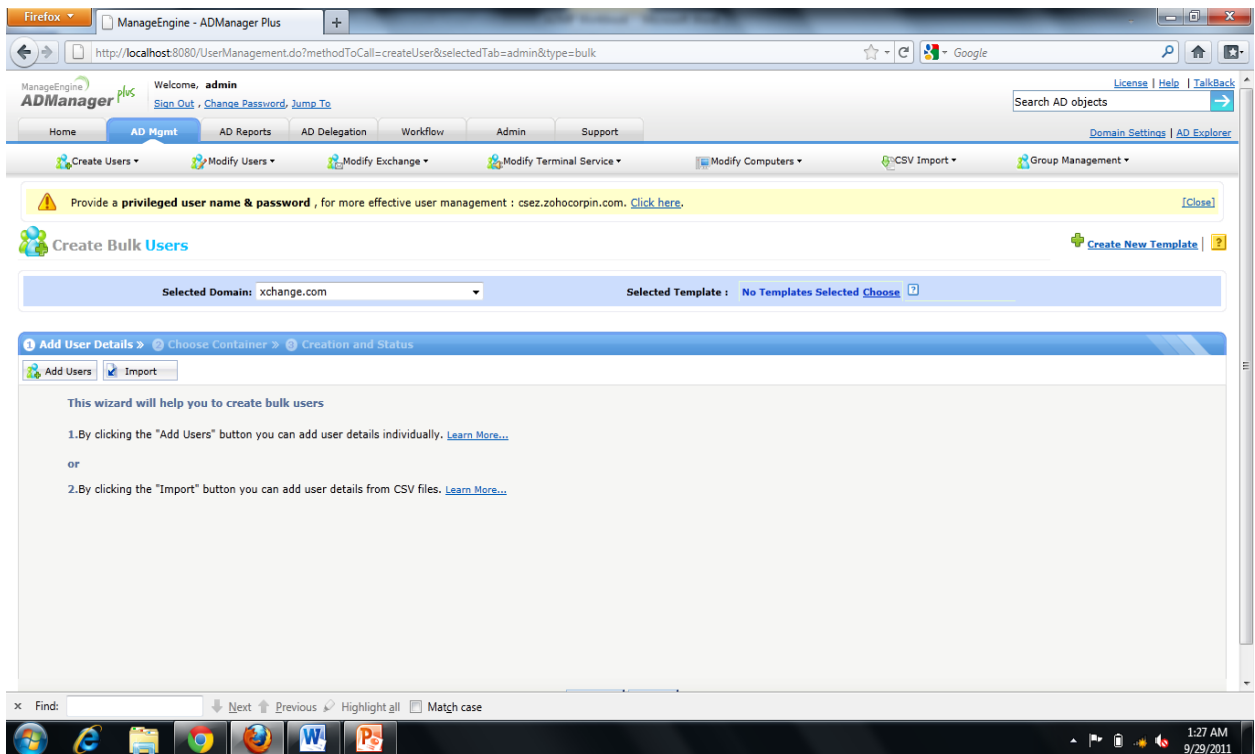 Firefox
ManageEngine - ADManager Plus
http://localhost:8080/UserManagement.do?methodToCall=createUser&selectedTab=admin&type=bulk
Google
ManageEngine
ADManager plus
Welcome, admin
Sign Out , Change Password, Jump To
License | Help | TalkBack
Search AD objects
Home AD Mgmt AD Reports AD Delegation Workflow Admin Support
Domain Settings | AD Explorer
Create Users Modify Users Modify Exchange Modify Terminal Service Modify Computers CSV Import Group Management
Provide a privileged user name & password , for more effective user management : csez.zohocorpin.com. Click here.
[Close]
Create Bulk Users
Create New Template | ?
Selected Domain: xchange.com
Selected Template : No Templates Selected Choose ?
1 Add User Details » 2 Choose Container » 3 Creation and Status
Add Users Import
This wizard will help you to create bulk users
1.By clicking the "Add Users" button you can add user details individually. Learn More...
or
2.By clicking the "Import" button you can add user details from CSV files. Learn More...
× Find: Next Previous Highlight all Match case
1:27 AM
9/29/2011